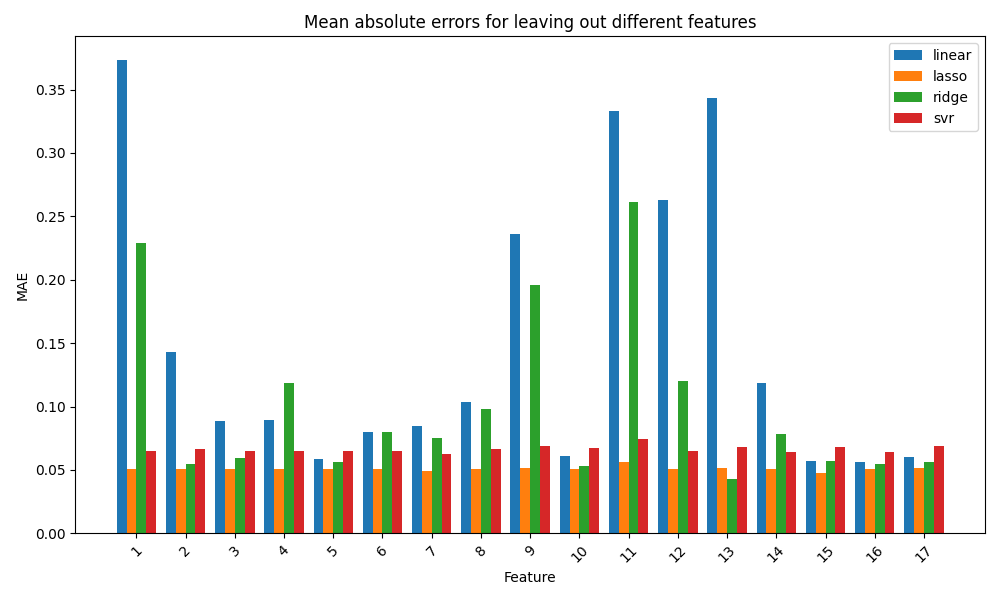 Mean absolute errors for leaving out different features
linear
lasso
ridge
svr
0.35
0.30
0.25
0.20
0.15
0.10
0.05
0.00
MAE
1 2 3 4 5 6 7 8 9 10 11 12 13 14 15 16 17
Feature